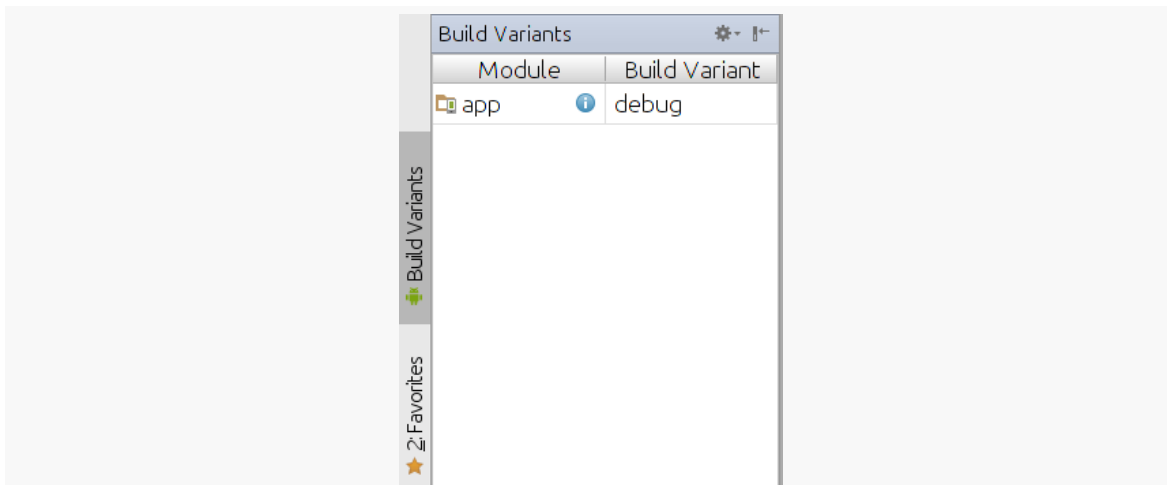 Build Variants
Module Build Variant
app debug
Build Variants
2: Favorites